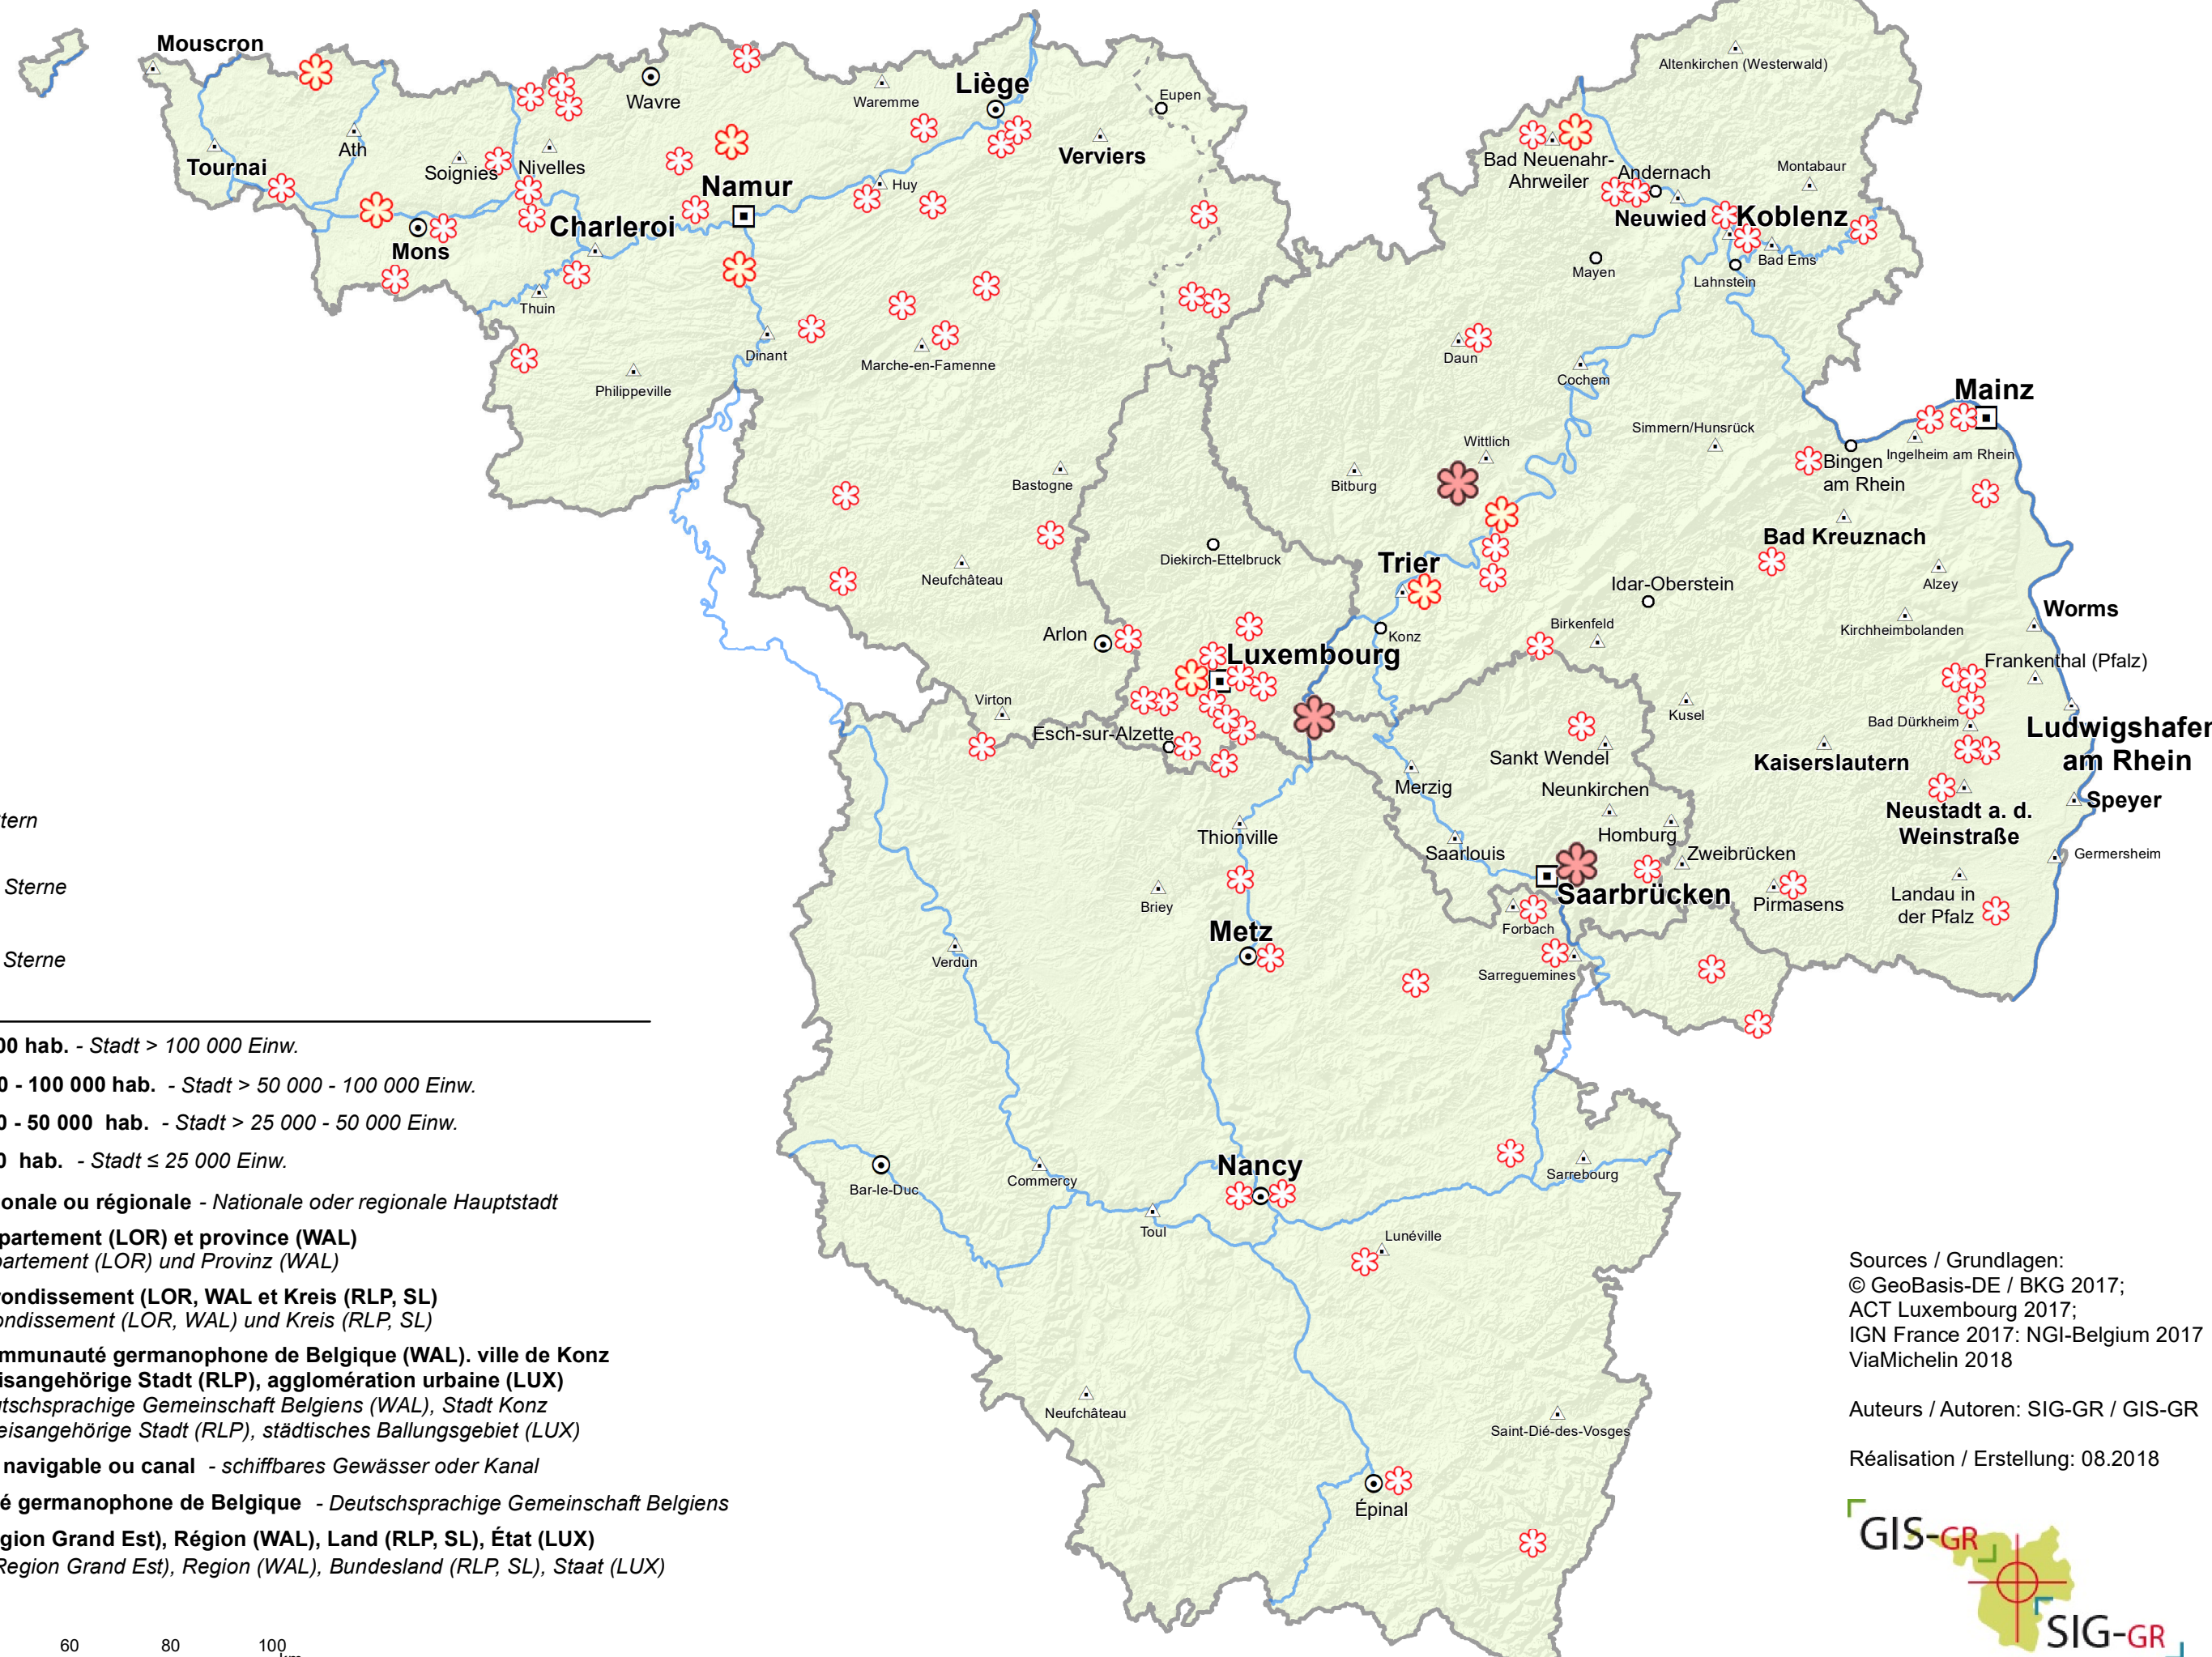 Mouscron
Altenkirchen (Westerwald)
Liège
Wavre
Waremme
Eupen
Ath
Tournai
Soignies
Nivelles
Verviers
Bad Neuenahr-
Ahrweiler
Andernach
Montabaur
Namur
Huy
Charleroi
Neuwied
Koblenz
Mons
Mayen
Bad Ems
Lahnstein
Thuin
Dinant
Marche-en-Famenne
Daun
Cochem
Philippeville
Mainz
Wittlich
Simmern/Hunsrück
Ingelheim am Rhein
Bingen
am Rhein
Bastogne
Bitburg
Bad Kreuznach
Diekirch-Ettelbruck
Neufchâteau
Trier
Idar-Oberstein
Alzey
Worms
Arlon
Konz
Birkenfeld
Kirchheimbolanden
Luxembourg
Frankenthal (Pfalz)
Virton
Kusel
Bad Dürkheim
Ludwigshafen
am Rhein
Esch-sur-Alzette
Sankt Wendel
Kaiserslautern
Merzig
Neunkirchen
Speyer
Neustadt a. d.
Weinstraße
Thionville
Homburg
Saarlouis
Zweibrücken
Germersheim
Briey
Saarbrücken
Pirmasens
Landau in
der Pfalz
Metz
Forbach
Verdun
Sarreguemines
Nancy
Bar-le-Duc
Commercy
Sarrebourg
Toul
Lunéville
Neufchâteau
Saint-Dié-des-Vosges
Épinal
tern
Sterne
Sterne
00 hab. - Stadt > 100 000 Einw.
0 - 100 000 hab. - Stadt > 50 000 - 100 000 Einw.
0 - 50 000 hab. - Stadt > 25 000 - 50 000 Einw.
0 hab. - Stadt ≤ 25 000 Einw.
ionale ou régionale - Nationale oder regionale Hauptstadt
partement (LOR) et province (WAL)
partement (LOR) und Provinz (WAL)
rondissement (LOR, WAL et Kreis (RLP, SL)
ondissement (LOR, WAL) und Kreis (RLP, SL)
mmunauté germanophone de Belgique (WAL). ville de Konz
isangehörige Stadt (RLP), agglomération urbaine (LUX)
utschsprachige Gemeinschaft Belgiens (WAL), Stadt Konz
eisangehörige Stadt (RLP), städtisches Ballungsgebiet (LUX)
navigable ou canal - schiffbares Gewässer oder Kanal
é germanophone de Belgique - Deutschsprachige Gemeinschaft Belgiens
gion Grand Est), Région (WAL), Land (RLP, SL), État (LUX)
Region Grand Est), Region (WAL), Bundesland (RLP, SL), Staat (LUX)
60 80 100
km
Sources / Grundlagen:
© GeoBasis-DE / BKG 2017;
ACT Luxembourg 2017;
IGN France 2017: NGI-Belgium 2017
ViaMichelin 2018
Auteurs / Autoren: SIG-GR / GIS-GR
Réalisation / Erstellung: 08.2018
GIS-GR
SIG-GR